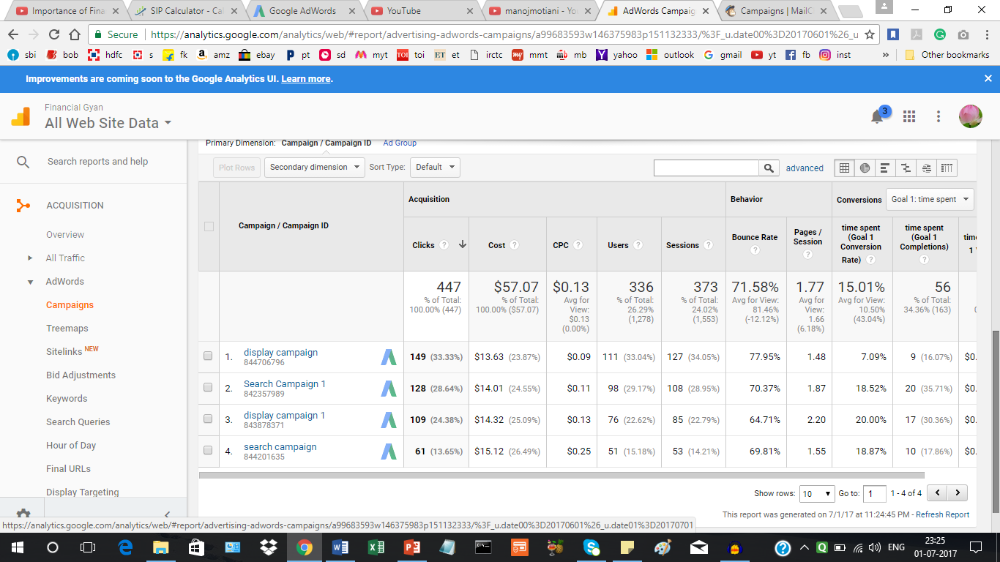 Importance of Finan
SIP Calculator - Cal
Google AdWords
YouTube
manojmotiani - You
AdWords Campaig
Campaigns | MailC
Secure https://analytics.google.com/analytics/web/#report/advertising-adwords-campaigns/a99683593w146375983p151132333/%3F_u.date00%3D20170601%26_u
sbi bob hdfc s fk amz ebay pt sd myt toi et irctc mmt mb yahoo outlook gmail yt fb inst » Other bookmarks
Improvements are coming soon to the Google Analytics UI. Learn more.
Financial Gyan
All Web Site Data
3
Search reports and help
ACQUISITION
Overview
All Traffic
AdWords
Campaigns
Treemaps
Sitelinks NEW
Bid Adjustments
Keywords
Search Queries
Hour of Day
Final URLs
Display Targeting
Primary Dimension: Campaign / Campaign ID Ad Group
Plot Rows Secondary dimension Sort Type: Default advanced
Acquisition Behavior Conversions Goal 1: time spent
Campaign / Campaign ID
Clicks
Cost
CPC
Users
Sessions
Bounce Rate
Pages /
Session
time spent
(Goal 1
Conversion
Rate)
time spent
(Goal 1
Completions)
447
% of Total:
100.00% (447)
$57.07
% of Total:
100.00% ($57.07)
$0.13
Avg for
View:
$0.13
(0.00%)
336
% of Total:
26.29%
(1,278)
373
% of Total:
24.02%
(1,553)
71.58%
Avg for View:
81.46%
(-12.12%)
1.77
Avg for
View:
1.66
(6.18%)
15.01%
Avg for View:
10.50%
(43.04%)
56
% of Total:
34.36% (163)
1. display campaign 149 (33.33%) $13.63 (23.87%) $0.09 111 (33.04%) 127 (34.05%) 77.95% 1.48 7.09% 9 (16.07%) $0.
844706796
2. Search Campaign 1 128 (28.64%) $14.01 (24.55%) $0.11 98 (29.17%) 108 (28.95%) 70.37% 1.87 18.52% 20 (35.71%) $0.
842357989
3. display campaign 1 109 (24.38%) $14.32 (25.09%) $0.13 76 (22.62%) 85 (22.79%) 64.71% 2.20 20.00% 17 (30.36%) $0.
843878371
4. search campaign 61 (13.65%) $15.12 (26.49%) $0.25 51 (15.18%) 53 (14.21%) 69.81% 1.55 18.87% 10 (17.86%) $0.
844201635
Show rows: 10 Go to: 1 1 - 4 of 4
This report was generated on 7/1/17 at 11:24:45 PM - Refresh Report
https://analytics.google.com/analytics/web/#report/advertising-adwords-campaigns/a99683593w146375983p151132333/%3F_u.date00%3D20170601%26_u.date01%3D20170701
ENG
23:25
01-07-2017